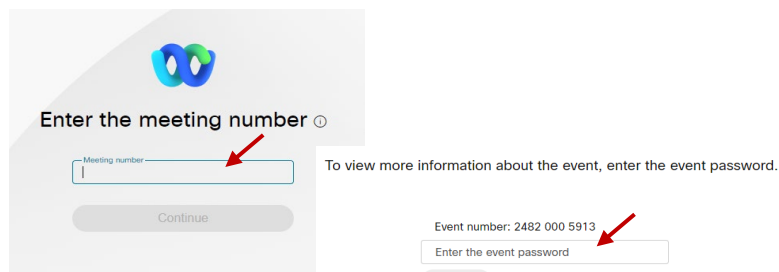 Enter the meeting number
Meeting number
Continue
To view more information about the event, enter the event password.
Event number: 2482 000 5913
Enter the event password